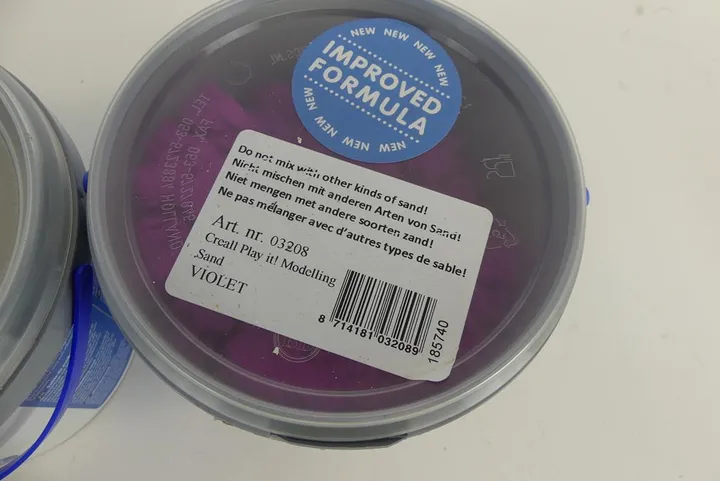 NEW NEW NEW NEW
IMPROVED
FORMULA
NEW NEW NEW NEW
Do not mix with other kinds of sand!
Nicht mischen mit anderen Arten von Sand!
Niet mengen met andere soorten zand!
Ne pas mélanger avec d'autres types de sable!
Art. nr. 03208
Creall Play it! Modelling
Sand
VIOLET
8 714181 032089
185740